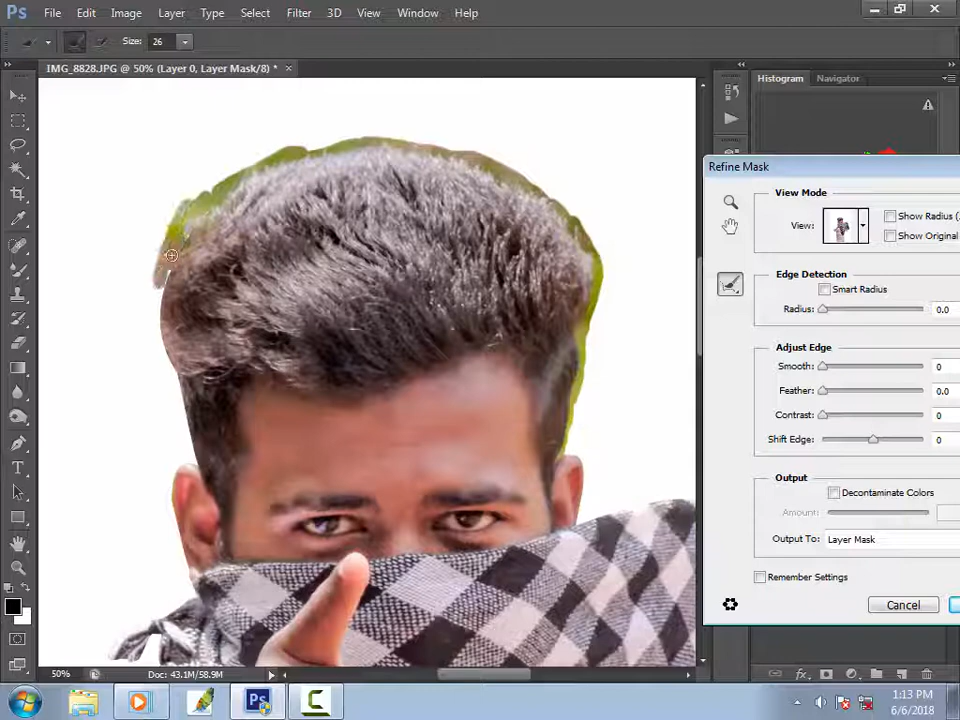 Ps File Edit Image Layer Type Select Filter 3D View Window Help
Size: 26
IMG_8828.JPG @ 50% (Layer 0, Layer Mask/8) * ×
Histogram Navigator
Refine Mask
View Mode
View:
Show Radius (
Show Original
Edge Detection
Smart Radius
Radius: 0.0
Adjust Edge
Smooth: 0
Feather: 0.0
Contrast: 0
Shift Edge: 0
Output
Decontaminate Colors
Amount:
Output To: Layer Mask
Remember Settings
Cancel
50% Doc: 43.1M/58.9M
fx
Ps
1:13 PM
6/6/2018